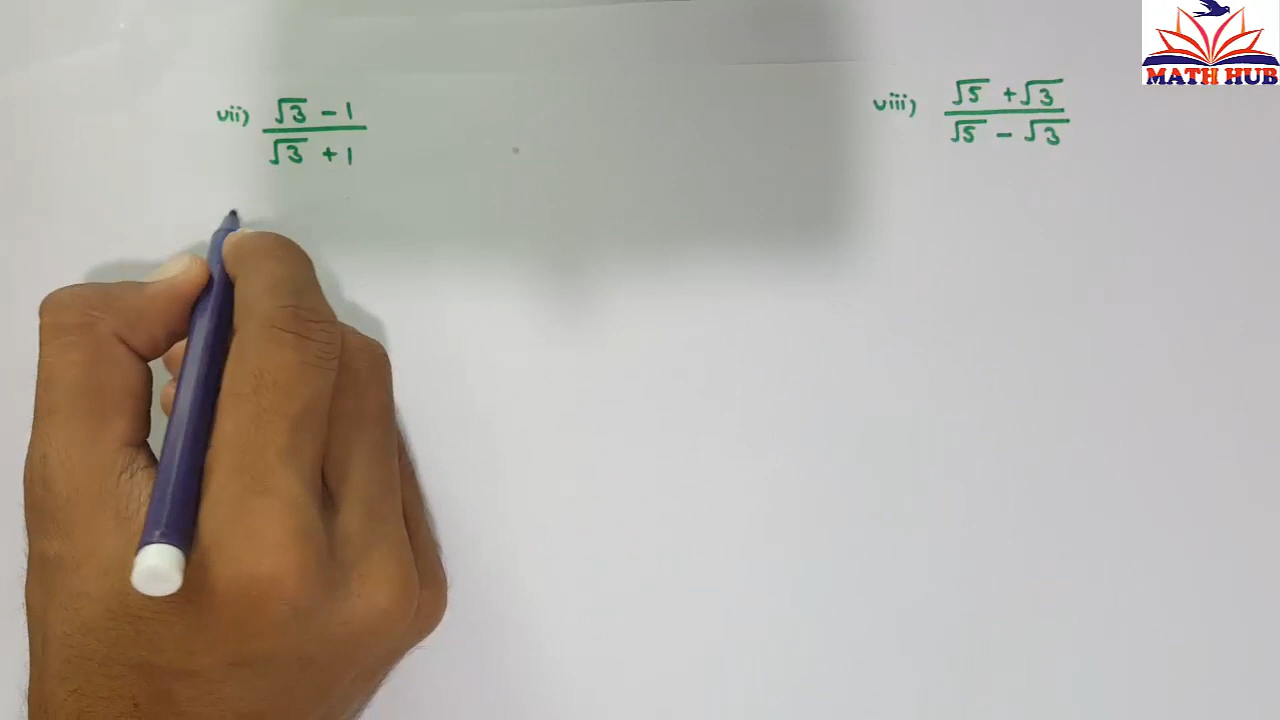 vii) √3 - 1
√3 + 1
viii) √5 + √3
√5 - √3
MATH HUB